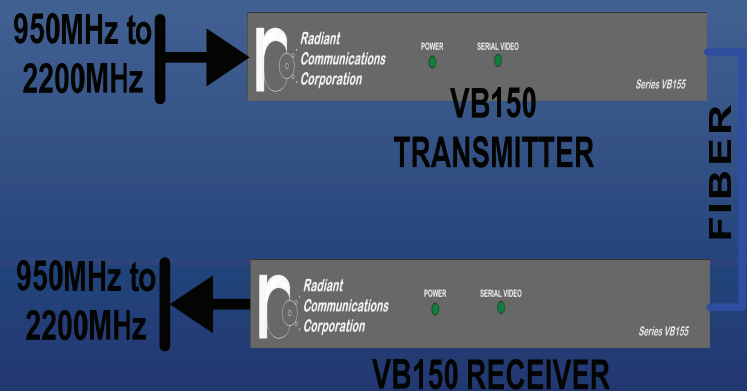 950MHz to
2200MHz
Radiant
Communications
Corporation
POWER
SERIAL VIDEO
Series VB155
VB150
TRANSMITTER
FIBER
950MHz to
2200MHz
Radiant
Communications
Corporation
POWER
SERIAL VIDEO
Series VB155
VB150 RECEIVER